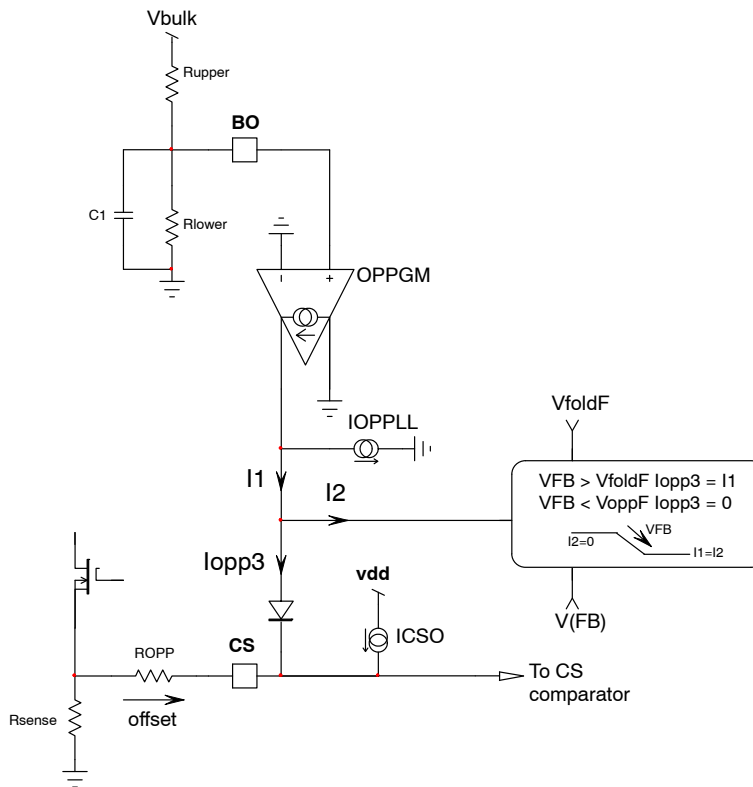 Vbulk
Rupper
BO
C1
Rlower
- +
OPPGM
IOPPLL
VfoldF
I1
I2
VFB > VfoldF Iopp3 = I1
VFB < VoppF Iopp3 = 0
VFB
I2=0
I1=I2
Iopp3
vdd
V(FB)
ICSO
ROPP
CS
To CS
comparator
offset
Rsense